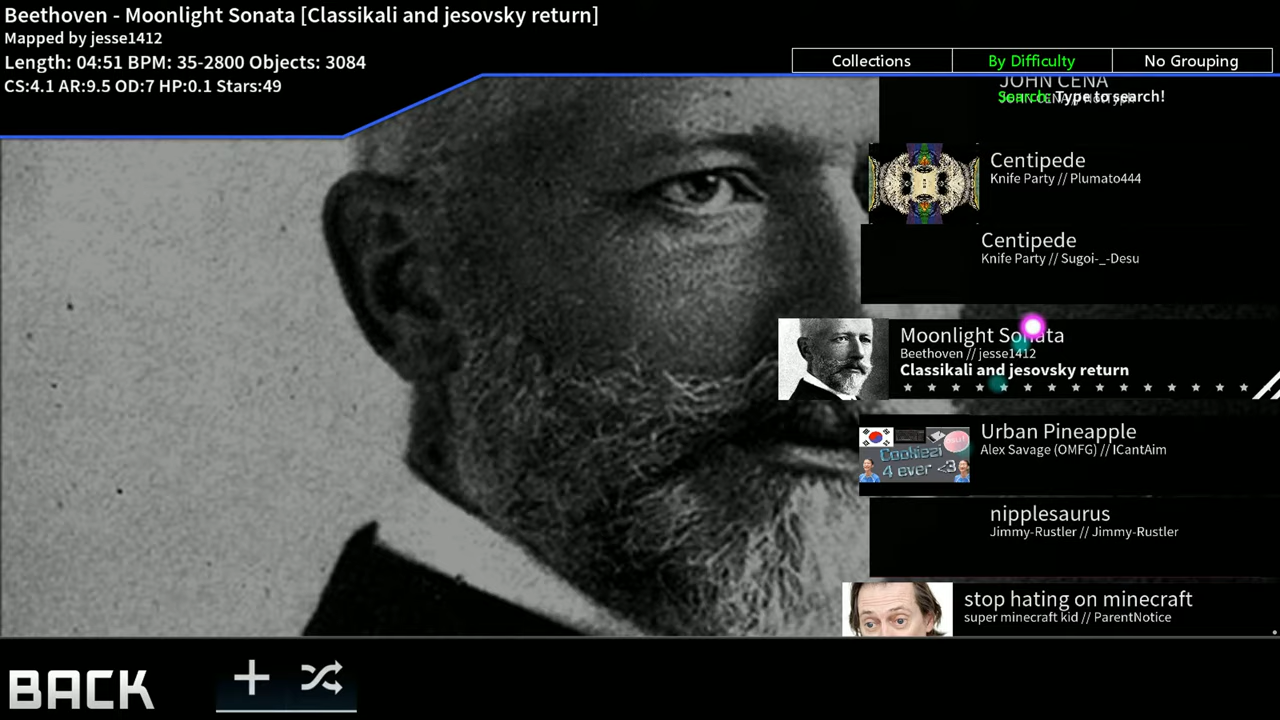 Beethoven - Moonlight Sonata [Classikali and jesovsky return]
Mapped by jesse1412
Length: 04:51 BPM: 35-2800 Objects: 3084
CS:4.1 AR:9.5 OD:7 HP:0.1 Stars:49
Collections
By Difficulty
No Grouping
JOHN CENA
Search: Type to search!
Centipede
Knife Party // Plumato444
Centipede
Knife Party // Sugoi-_-Desu
Moonlight Sonata
Beethoven // jesse1412
Classikali and jesovsky return
Urban Pineapple
Alex Savage (OMFG) // ICantAim
Cookiezi
4 ever <3
nipplesaurus
Jimmy-Rustler // Jimmy-Rustler
stop hating on minecraft
super minecraft kid // ParentNotice
BACK